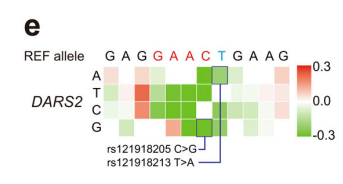 e
REF allele G A G G A A C T G A A G
A
T
DARS2
C
G
0.3
0.0
-0.3
rs121918205 C>G
rs121918213 T>A